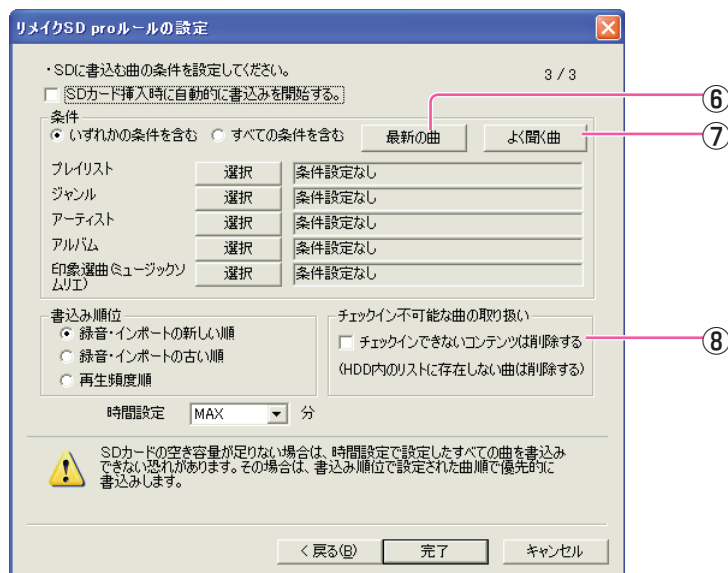 リメイクSD proルールの設定
・SDに書込む曲の条件を設定してください。
3 / 3
SDカード挿入時に自動的に書込みを開始する。
⑥
条件
いずれかの条件を含む すべての条件を含む 最新の曲 よく聞く曲
⑦
プレイリスト 選択 条件設定なし
ジャンル 選択 条件設定なし
アーティスト 選択 条件設定なし
アルバム 選択 条件設定なし
印象選曲(ミュージックソ
ムリエ) 選択 条件設定なし
書込み順位
録音・インポートの新しい順
録音・インポートの古い順
再生頻度順
チェックイン不可能な曲の取り扱い
チェックインできないコンテンツは削除する
⑧
(HDD内のリストに存在しない曲は削除する)
時間設定 MAX 分
SDカードの空き容量が足りない場合は、時間設定で設定したすべての曲を書込み
できない恐れがあります。その場合は、書込み順位で設定された曲順で優先的に
書込みします。
< 戻る(B) 完了 キャンセル